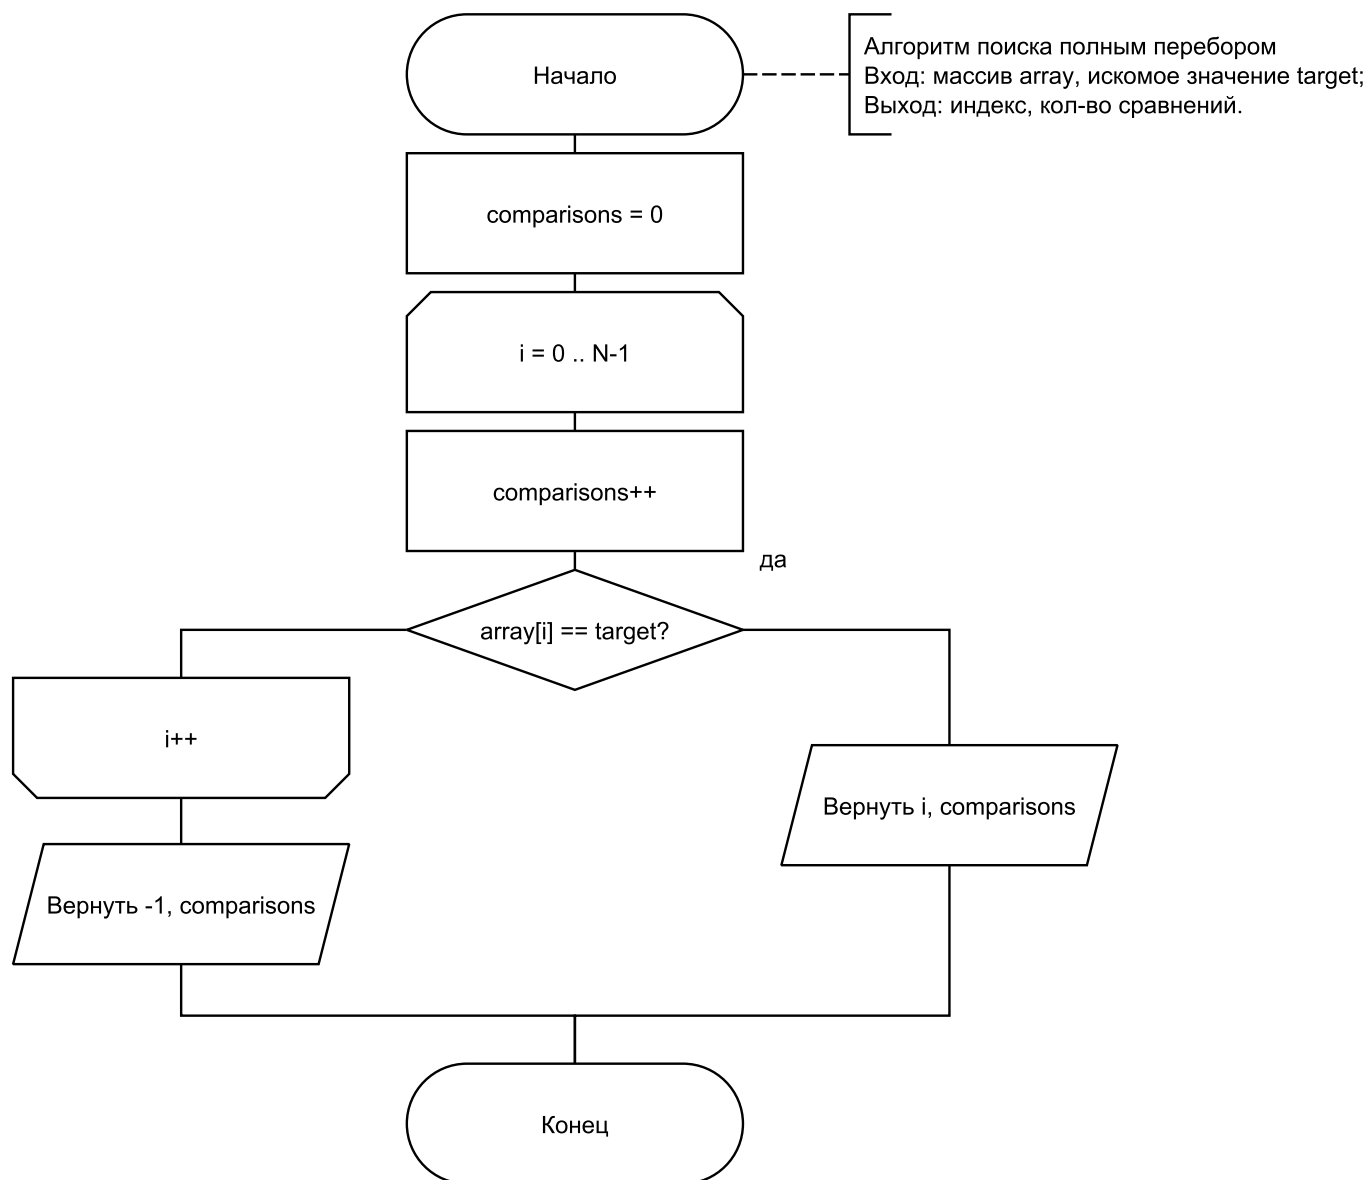 Начало
Алгоритм поиска полным перебором
Вход: массив array, искомое значение target;
Выход: индекс, кол-во сравнений.
comparisons = 0
i = 0 .. N-1
comparisons++
да
array[i] == target?
i++
Вернуть i, comparisons
Вернуть -1, comparisons
Конец